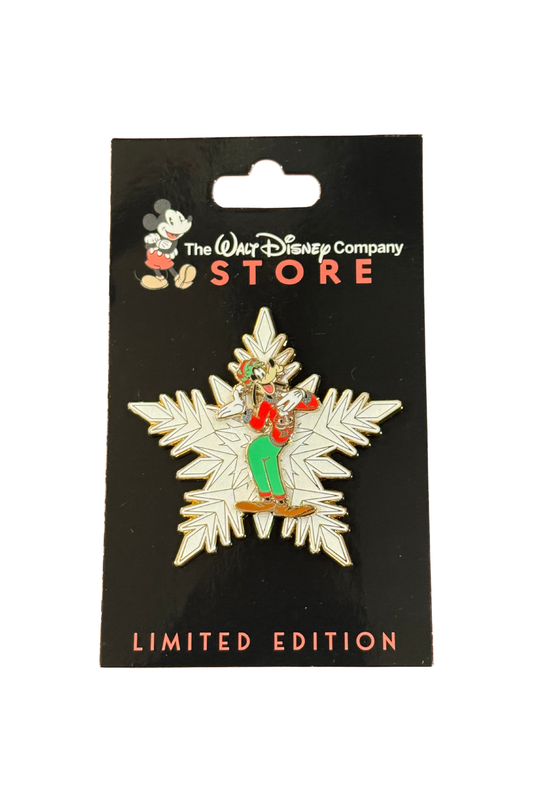 The WALT DISNEY Company
STORE
LIMITED EDITION